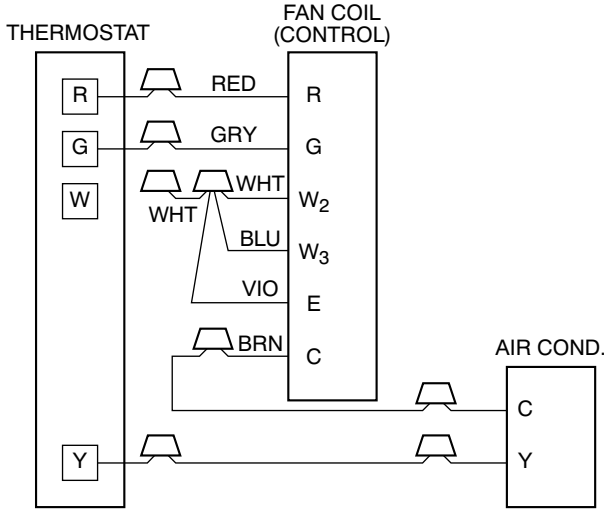 THERMOSTAT
FAN COIL
(CONTROL)
R RED R
G GRY G
W WHT WHT W2
BLU W3
VIO E
BRN C
AIR COND.
C
Y Y